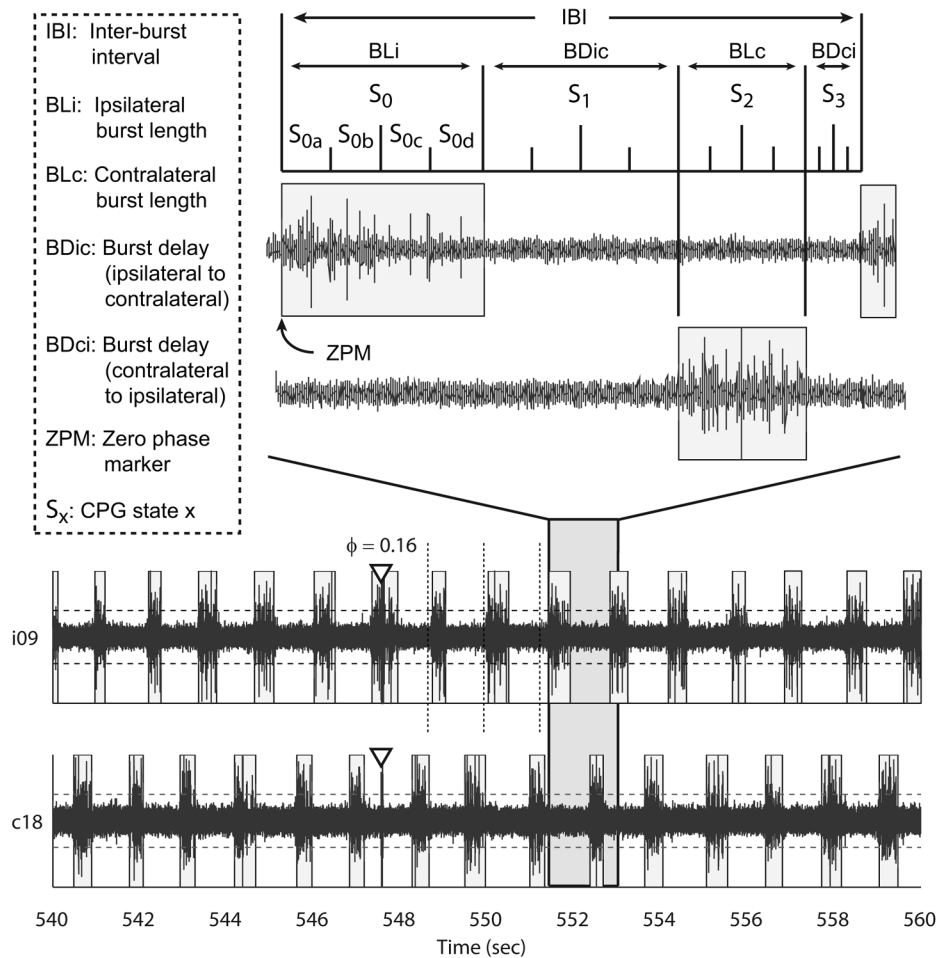 IBI: Inter-burst
interval
BLi: Ipsilateral
burst length
BLc: Contralateral
burst length
BDic: Burst delay
(ipsilateral to
contralateral)
BDci: Burst delay
(contralateral
to ipsilateral)
ZPM: Zero phase
marker
Sx: CPG state x
IBI
BLi BDic BLc BDci
S0 S1 S2 S3
S0a S0b S0c S0d
ZPM
ϕ = 0.16
i09
c18
540 542 544 546 548 550 552 554 556 558 560
Time (sec)